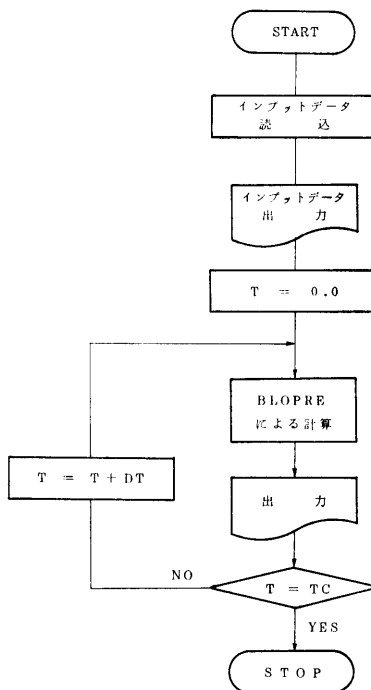 START
インプットデータ
読 込
インプットデータ
出 力
T = 0.0
BLOPRE
による計算
T = T + DT
出 力
NO
T = TC
YES
STOP